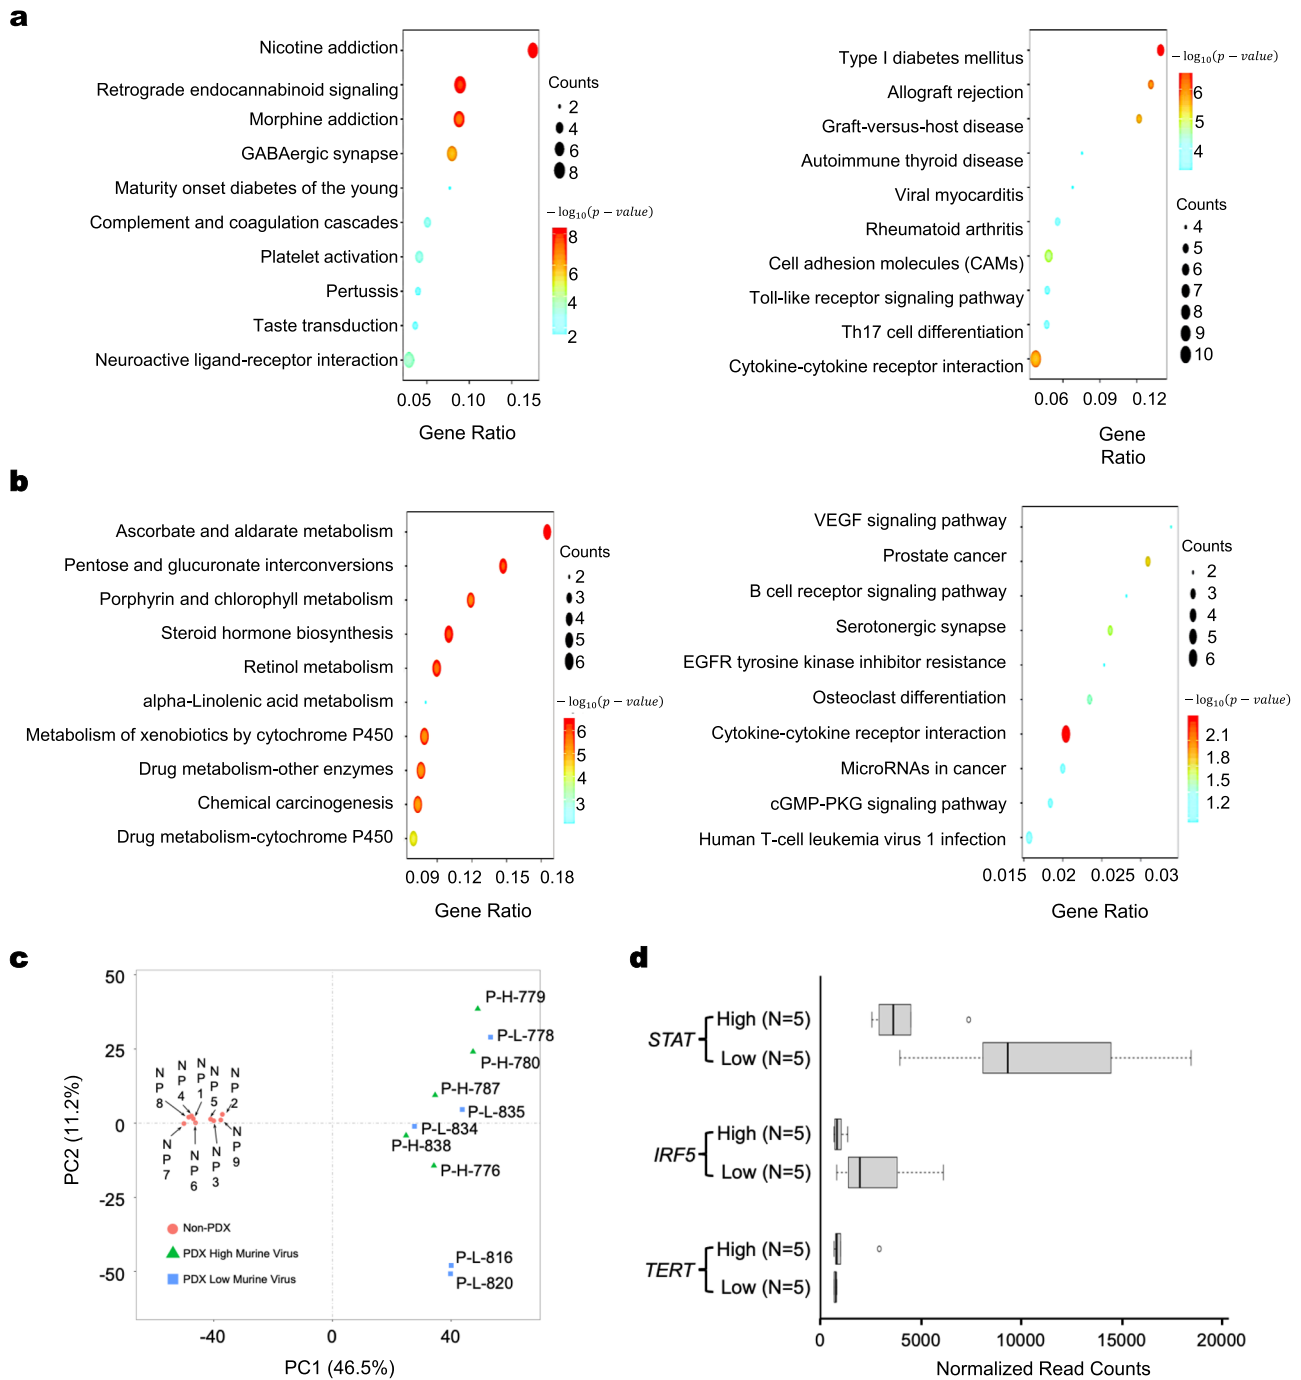 a
Nicotine addiction
Retrograde endocannabinoid signaling
Morphine addiction
GABAergic synapse
Maturity onset diabetes of the young
Complement and coagulation cascades
Platelet activation
Pertussis
Taste transduction
Neuroactive ligand-receptor interaction
0.05 0.10 0.15
Gene Ratio
Counts
2
4
6
8
−log10(p − value)
8
6
4
2
Type I diabetes mellitus
Allograft rejection
Graft-versus-host disease
Autoimmune thyroid disease
Viral myocarditis
Rheumatoid arthritis
Cell adhesion molecules (CAMs)
Toll-like receptor signaling pathway
Th17 cell differentiation
Cytokine-cytokine receptor interaction
0.06 0.09 0.12
Gene
Ratio
−log10(p − value)
6
5
4
Counts
4
5
6
7
8
9
10
b
Ascorbate and aldarate metabolism
Pentose and glucuronate interconversions
Porphyrin and chlorophyll metabolism
Steroid hormone biosynthesis
Retinol metabolism
alpha-Linolenic acid metabolism
Metabolism of xenobiotics by cytochrome P450
Drug metabolism-other enzymes
Chemical carcinogenesis
Drug metabolism-cytochrome P450
0.09 0.12 0.15 0.18
Gene Ratio
Counts
2
3
4
5
6
−log10(p − value)
6
5
4
3
VEGF signaling pathway
Prostate cancer
B cell receptor signaling pathway
Serotonergic synapse
EGFR tyrosine kinase inhibitor resistance
Osteoclast differentiation
Cytokine-cytokine receptor interaction
MicroRNAs in cancer
cGMP-PKG signaling pathway
Human T-cell leukemia virus 1 infection
0.015 0.02 0.025 0.03
Gene Ratio
Counts
2
3
4
5
6
−log10(p − value)
2.1
1.8
1.5
1.2
c
50
25
0
-25
-50
PC2 (11.2%)
P-H-779
P-L-778
P-H-780
P-H-787
P-L-835
P-L-834
P-H-838
P-H-776
P-L-816
P-L-820
NP8
NP4
NP1
NP5
NP2
NP7
NP6
NP3
NP9
Non-PDX
PDX High Murine Virus
PDX Low Murine Virus
-40 0 40
PC1 (46.5%)
d
STAT
High (N=5)
Low (N=5)
IRF5
High (N=5)
Low (N=5)
TERT
High (N=5)
Low (N=5)
0 5000 10000 15000 20000
Normalized Read Counts